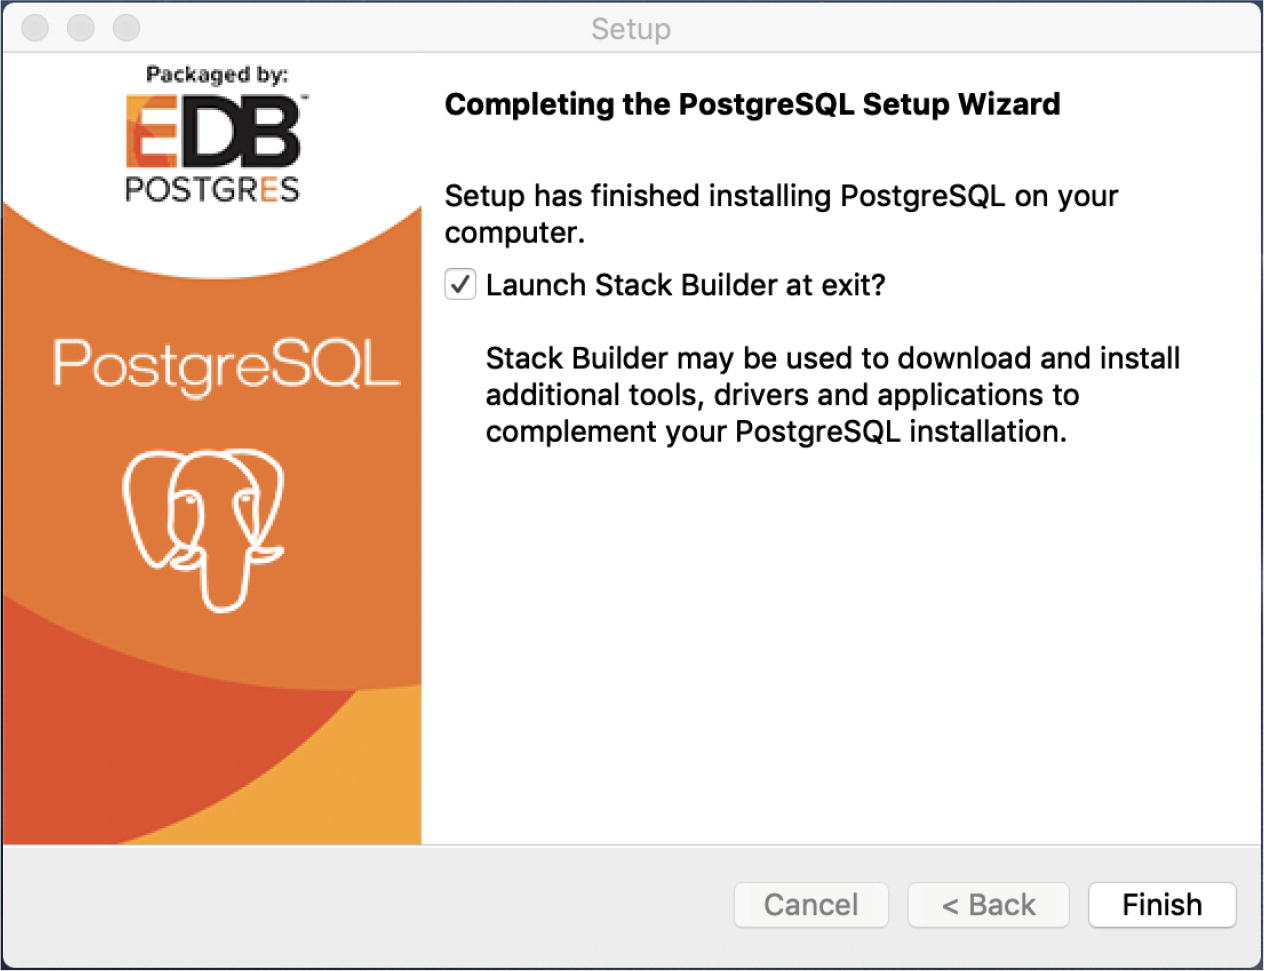 Setup
Packaged by:
EDB™
POSTGRES
PostgreSQL
Completing the PostgreSQL Setup Wizard
Setup has finished installing PostgreSQL on your
computer.
Launch Stack Builder at exit?
Stack Builder may be used to download and install
additional tools, drivers and applications to
complement your PostgreSQL installation.
Cancel
< Back
Finish